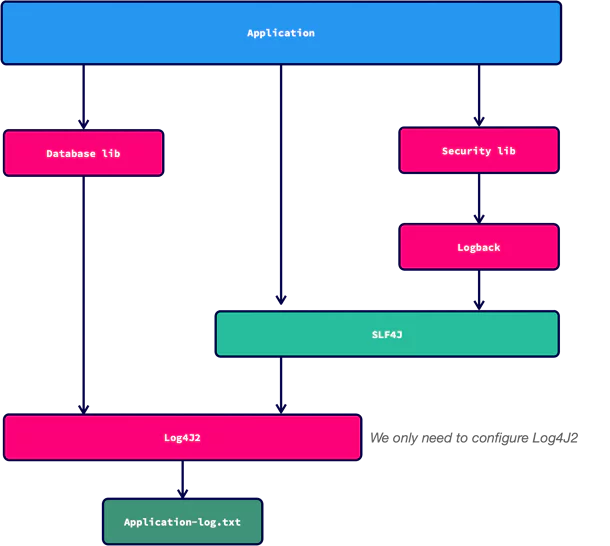 Application
Database lib
Security lib
Logback
SLF4J
Log4J2
We only need to configure Log4J2
Application-log.txt